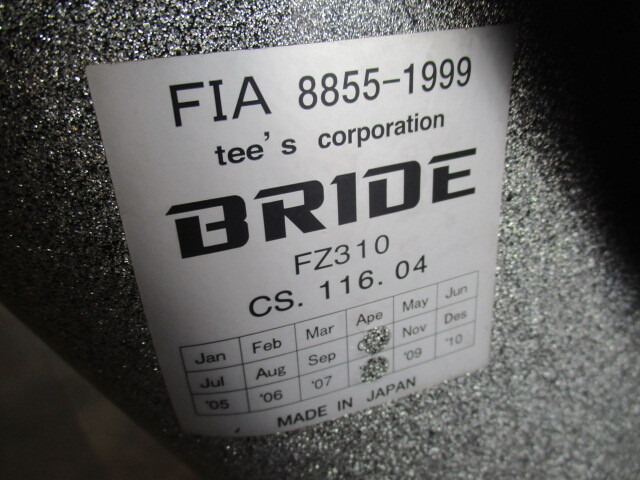 FIA 8855-1999
tee's corporation
BRIDE
FZ310
CS. 116. 04
Jan Feb Mar Ape May Jun
Jul Aug Sep Nov Des
'05 '06 '07 '09 '10
MADE IN JAPAN